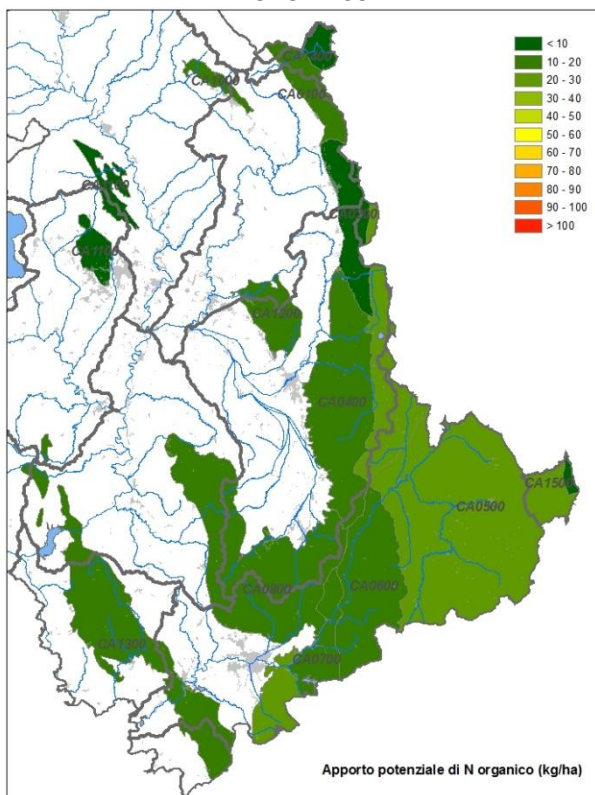 < 10
10 - 20
20 - 30
30 - 40
40 - 50
50 - 60
60 - 70
70 - 80
80 - 90
90 - 100
> 100
CA0100
CA1100
CA1200
CA0400
CA1500
CA0500
CA0600
CA0800
CA1300
CA0700
Apporto potenziale di N organico (kg/ha)